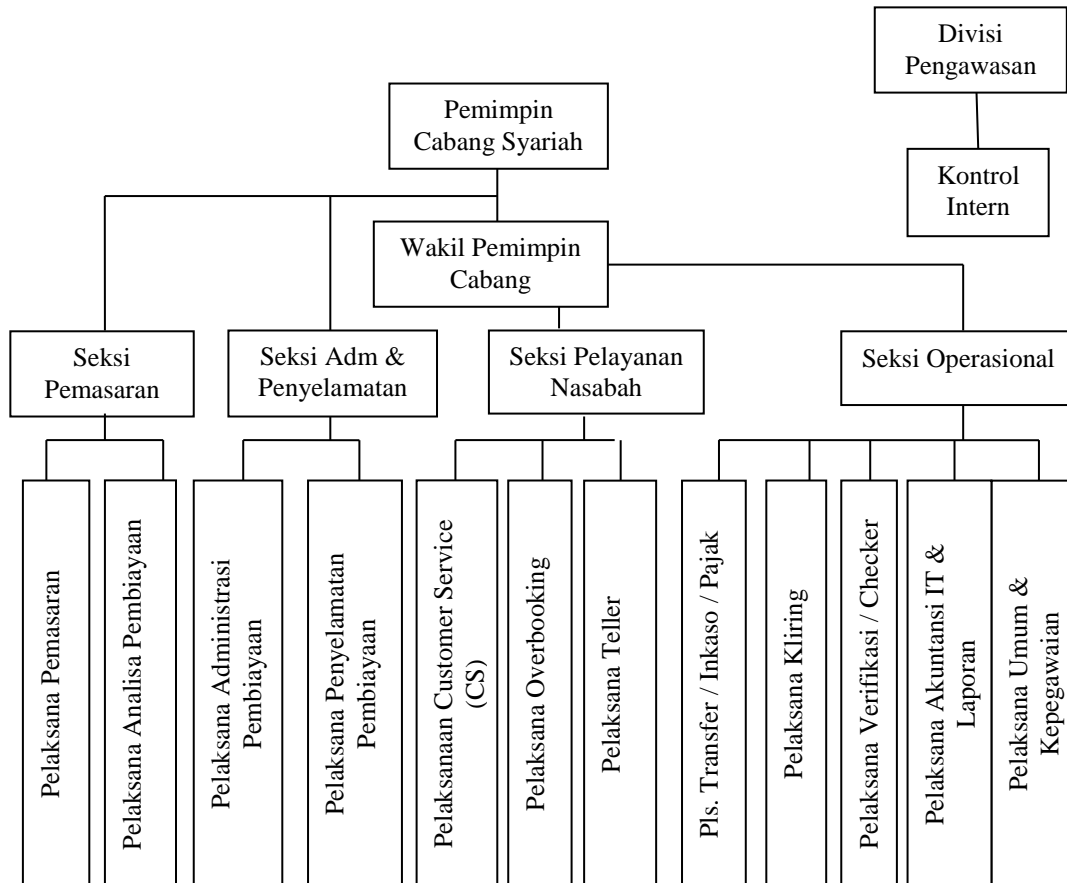 Divisi
Pengawasan
Pemimpin
Cabang Syariah
Kontrol
Intern
Wakil Pemimpin
Cabang
Seksi
Pemasaran
Seksi Adm &
Penyelamatan
Seksi Pelayanan
Nasabah
Seksi Operasional
Pelaksana Pemasaran
Pelaksana Analisa Pembiayaan
Pelaksana Administrasi
Pembiayaan
Pelaksana Penyelamatan
Pembiayaan
Pelaksanaan Customer Service
(CS)
Pelaksana Overbooking
Pelaksana Teller
Pls. Transfer / Inkaso / Pajak
Pelaksana Kliring
Pelaksana Verifikasi / Checker
Pelaksana Akuntansi IT &
Laporan
Pelaksana Umum &
Kepegawaian